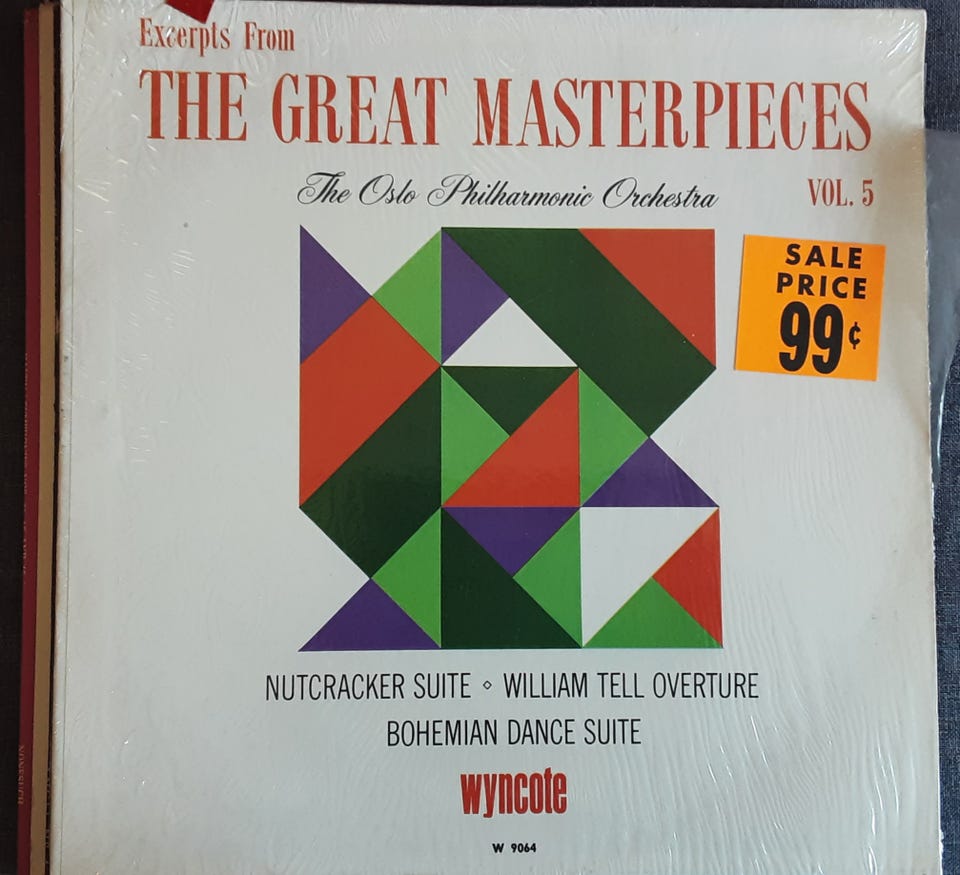 Excerpts From
THE GREAT MASTERPIECES
The Oslo Philharmonic Orchestra
VOL. 5
SALE
PRICE
99¢
NUTCRACKER SUITE ⋄ WILLIAM TELL OVERTURE
BOHEMIAN DANCE SUITE
wyncote
W 9064
NONESUCH